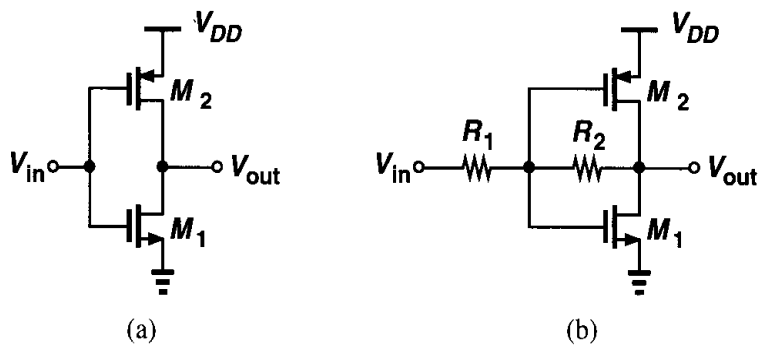 V_DD
M_2
V_in
V_out
M_1
(a)
V_DD
M_2
R_1
R_2
V_in
V_out
M_1
(b)